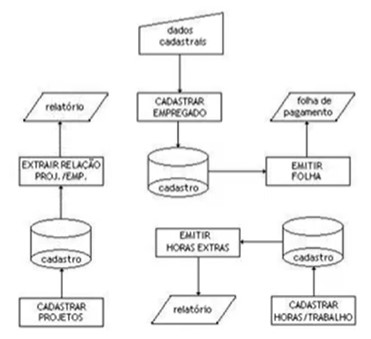 dados
cadastrais
CADASTRAR
EMPREGADO
cadastro
EMITIR
FOLHA
folha de
pagamento
relatório
EXTRAIR RELAÇÃO
PROJ./EMP.
cadastro
CADASTRAR
PROJETOS
EMITIR
HORAS EXTRAS
relatório
cadastro
CADASTRAR
HORAS/TRABALHO